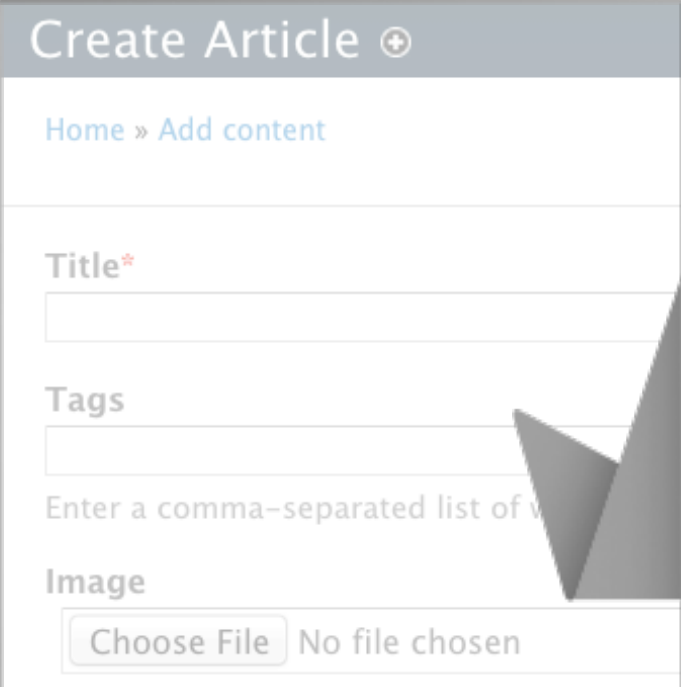 Create Article
Home » Add content
Title*
Tags
Enter a comma-separated list of
Image
Choose File No file chosen